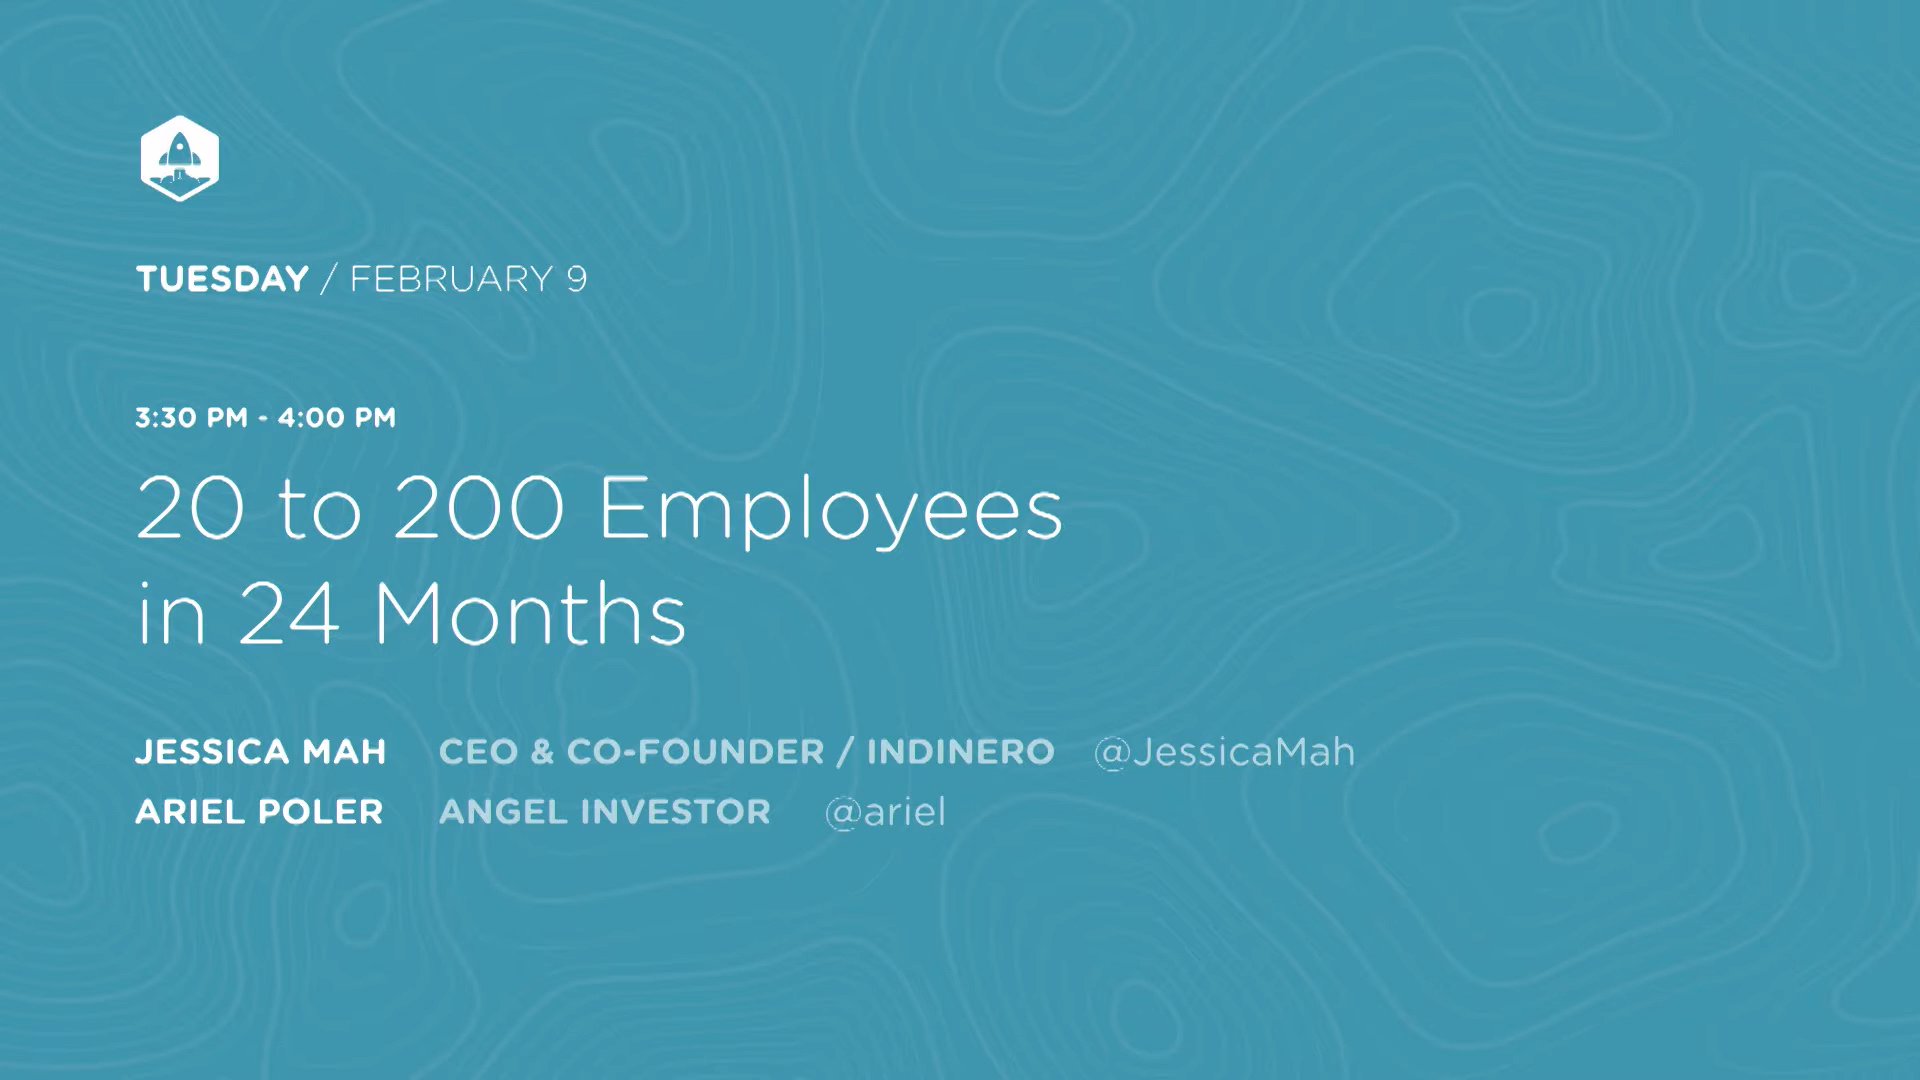 TUESDAY / FEBRUARY 9
3:30 PM - 4:00 PM
20 to 200 Employees
in 24 Months
JESSICA MAH CEO & CO-FOUNDER / INDINERO @JessicaMah
ARIEL POLER ANGEL INVESTOR @ariel